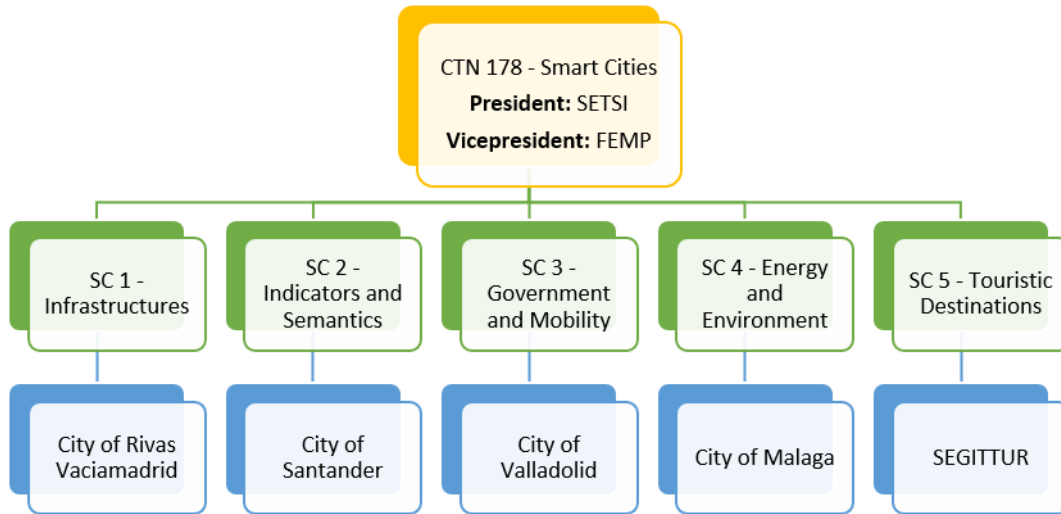 CTN 178 - Smart Cities
President: SETSI
Vicepresident: FEMP
SC 1 -
Infrastructures
SC 2 -
Indicators and
Semantics
SC 3 -
Government
and Mobility
SC 4 - Energy
and
Environment
SC 5 - Touristic
Destinations
City of Rivas
Vaciamadrid
City of
Santander
City of
Valladolid
City of Malaga
SEGITTUR